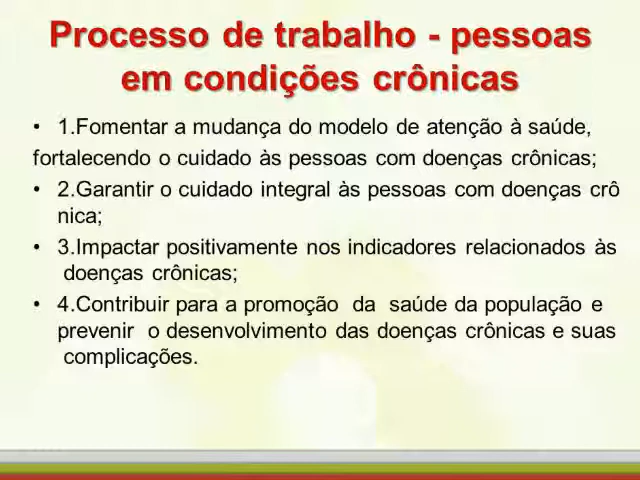 Processo de trabalho - pessoas
em condições crônicas
• 1.Fomentar a mudança do modelo de atenção à saúde,
fortalecendo o cuidado às pessoas com doenças crônicas;
• 2.Garantir o cuidado integral às pessoas com doenças crô
nica;
• 3.Impactar positivamente nos indicadores relacionados às
doenças crônicas;
• 4.Contribuir para a promoção da saúde da população e
prevenir o desenvolvimento das doenças crônicas e suas
complicações.